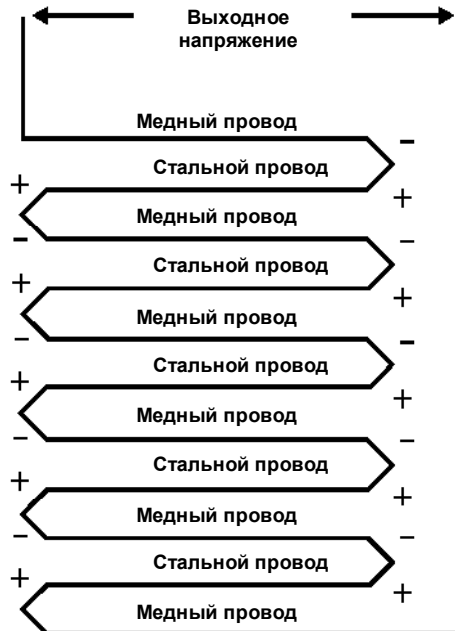 Выходное
напряжение
Медный провод
-
Стальной провод
+
+
Медный провод
-
-
Стальной провод
+
+
Медный провод
-
-
Стальной провод
+
+
Медный провод
-
-
Стальной провод
+
+
Медный провод
-
-
Стальной провод
+
+
Медный провод